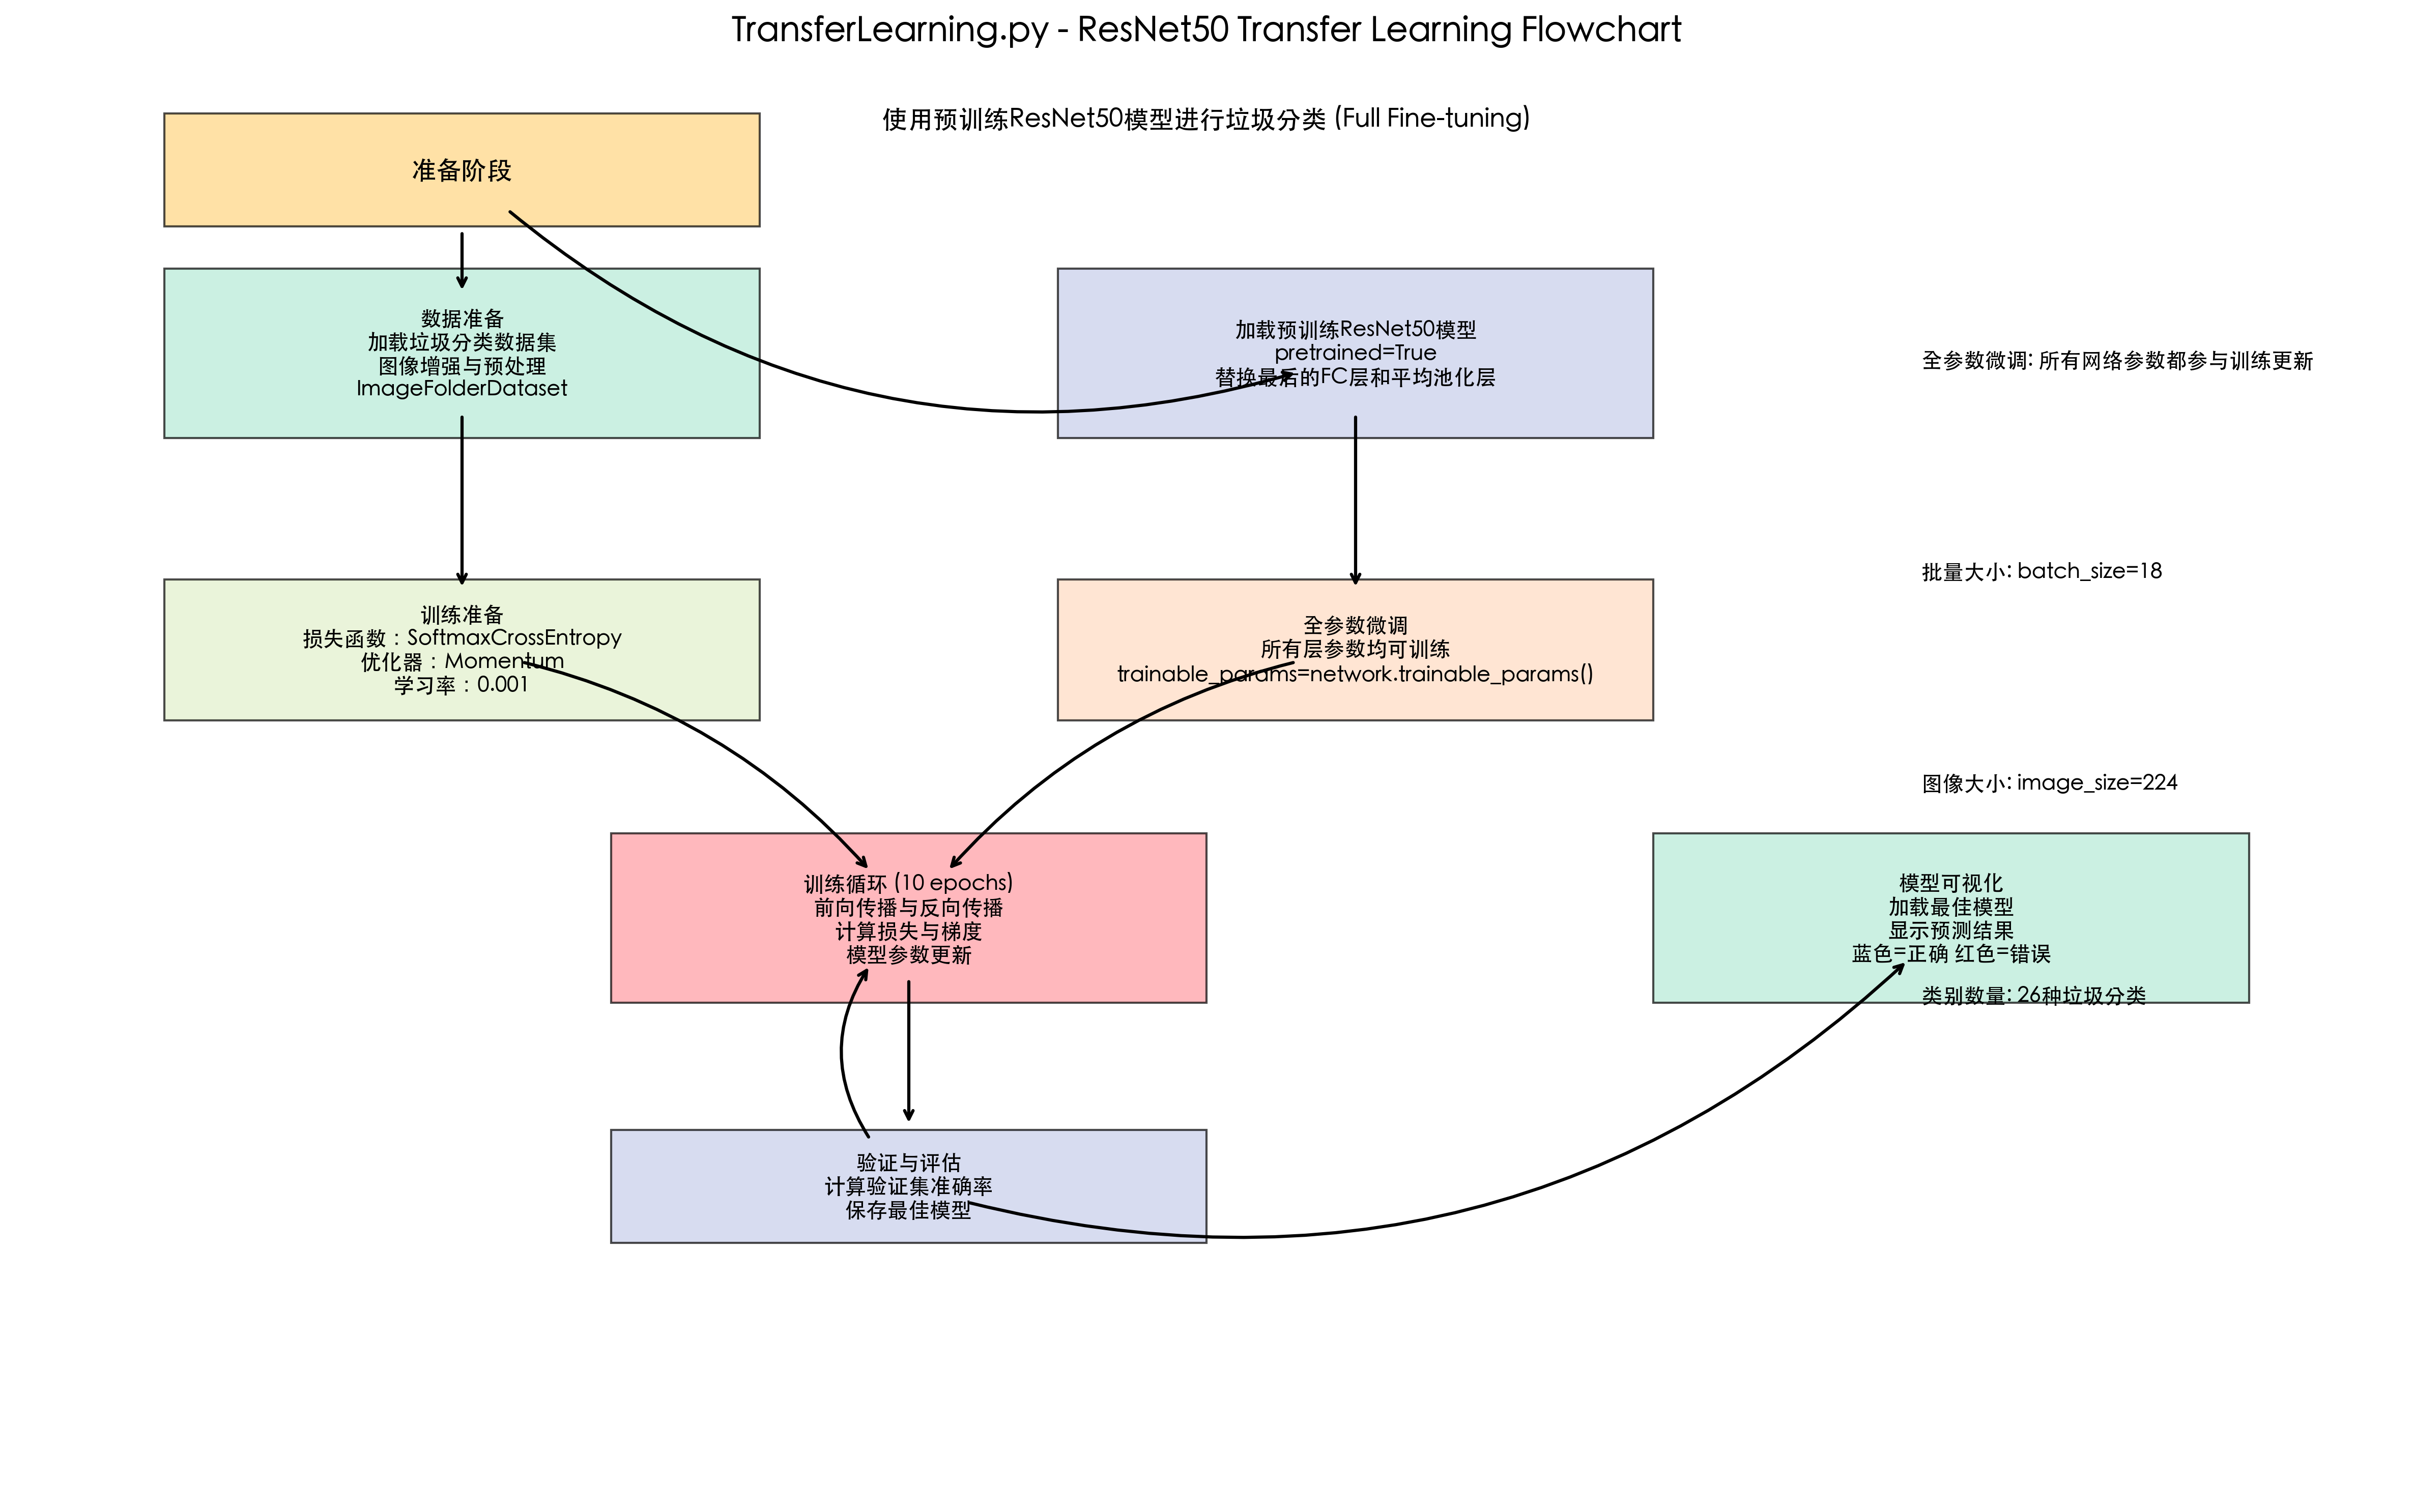 TransferLearning.py - ResNet50 Transfer Learning Flowchart
使用预训练ResNet50模型进行垃圾分类 (Full Fine-tuning)
准备阶段
数据准备
加载垃圾分类数据集
图像增强与预处理
ImageFolderDataset
加载预训练ResNet50模型
pretrained=True
替换最后的FC层和平均池化层
全参数微调: 所有网络参数都参与训练更新
批量大小: batch_size=18
训练准备
损失函数：SoftmaxCrossEntropy
优化器：Momentum
学习率：0.001
全参数微调
所有层参数均可训练
trainable_params=network.trainable_params()
图像大小: image_size=224
训练循环 (10 epochs)
前向传播与反向传播
计算损失与梯度
模型参数更新
模型可视化
加载最佳模型
显示预测结果
蓝色=正确 红色=错误
类别数量: 26种垃圾分类
验证与评估
计算验证集准确率
保存最佳模型